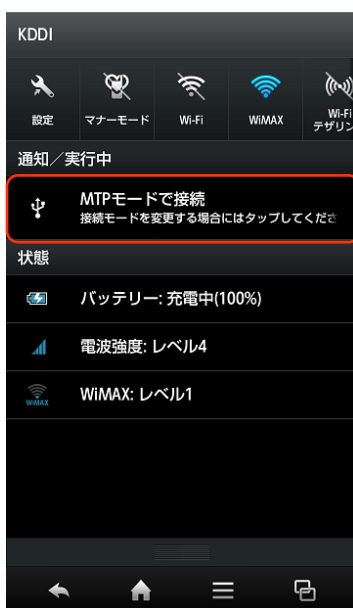 KDDI
設定
マナーモード
Wi-Fi
WiMAX
Wi-Fi
テザリン
通知／実行中
MTPモードで接続
接続モードを変更する場合にはタップしてくださ
状態
バッテリー: 充電中(100%)
電波強度: レベル4
WiMAX
WiMAX: レベル1